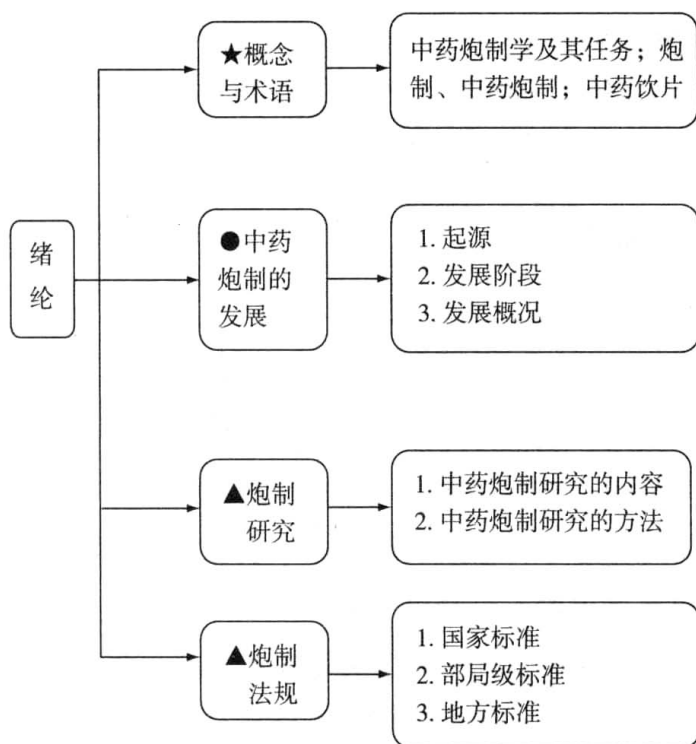 绪
纶
★概念
与术语
中药炮制学及其任务；炮
制、中药炮制；中药饮片
●中药
炮制的
发展
1. 起源
2. 发展阶段
3. 发展概况
▲炮制
研究
1. 中药炮制研究的内容
2. 中药炮制研究的方法
▲炮制
法规
1. 国家标准
2. 部局级标准
3. 地方标准